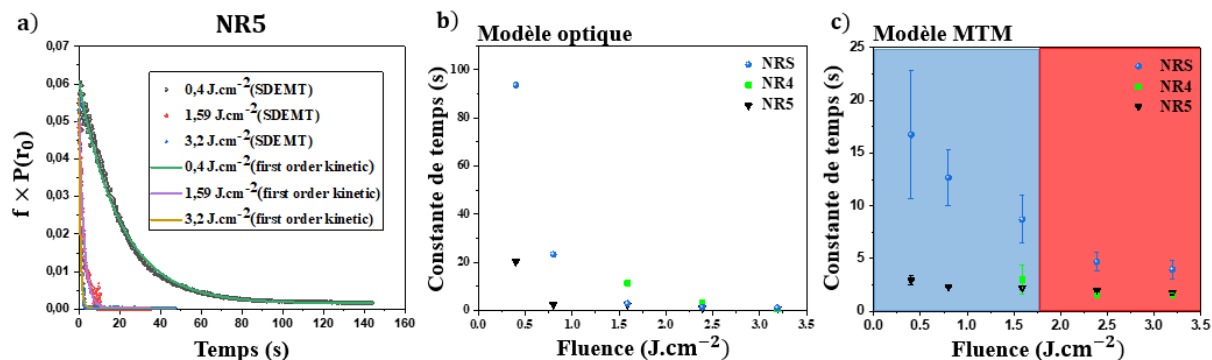 a)
NR5
0,07
0,06
0,05
0,04
0,03
0,02
0,01
0,00
f × P(r₀)
0,4 J.cm⁻²(SDEMT)
1,59 J.cm⁻²(SDEMT)
3,2 J.cm⁻²(SDEMT)
0,4 J.cm⁻²(first order kinetic)
1,59 J.cm⁻²(first order kinetic)
3,2 J.cm⁻²(first order kinetic)
0 20 40 60 80 100 120 140 160
Temps (s)
b)
Modèle optique
100
80
60
40
20
0
Constante de temps (s)
NRS
NR4
NR5
0.0 0.5 1.0 1.5 2.0 2.5 3.0 3.5
Fluence (J.cm⁻²)
c)
Modèle MTM
25
20
15
10
5
0
Constante de temps (s)
NRS
NR4
NR5
0.0 0.5 1.0 1.5 2.0 2.5 3.0 3.5
Fluence (J.cm⁻²)